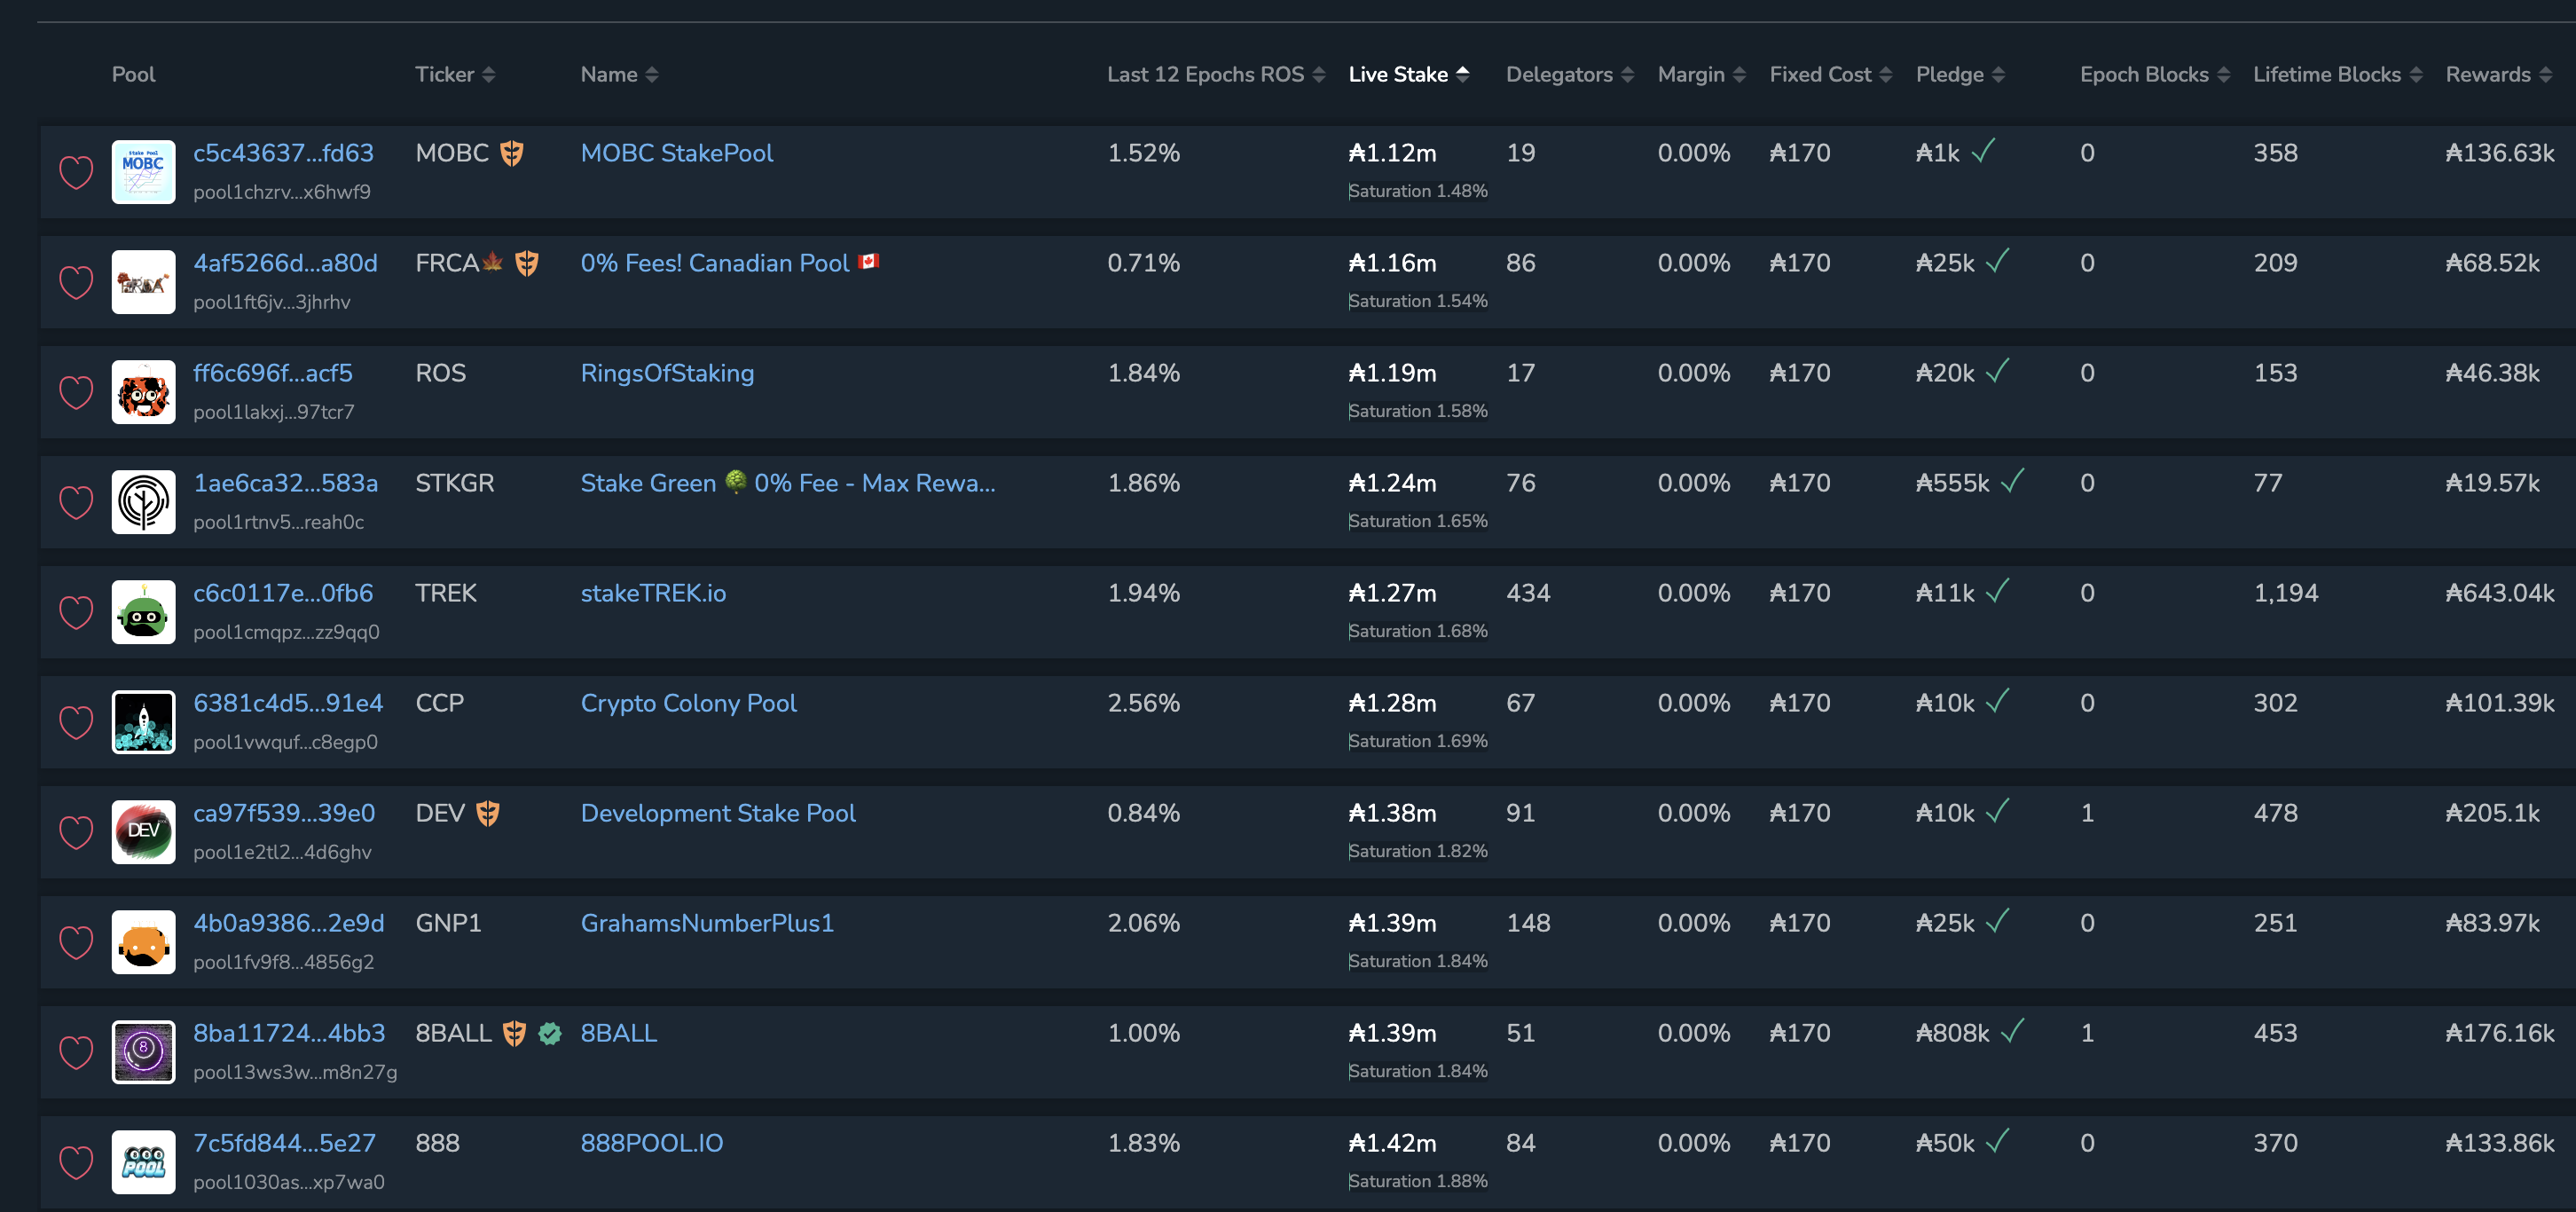 Pool Ticker Name Last 12 Epochs ROS Live Stake Delegators Margin Fixed Cost Pledge Epoch Blocks Lifetime Blocks Rewards
Stake Pool
MOBC
c5c43637...fd63 MOBC MOBC StakePool 1.52% ₳1.12m 19 0.00% ₳170 ₳1k ✓ 0 358 ₳136.63k
pool1chzrv...x6hwf9 Saturation 1.48%
4af5266d...a80d FRCA🍁 0% Fees! Canadian Pool 🇨🇦 0.71% ₳1.16m 86 0.00% ₳170 ₳25k ✓ 0 209 ₳68.52k
pool1ft6jv...3jhrhv Saturation 1.54%
ff6c696f...acf5 ROS RingsOfStaking 1.84% ₳1.19m 17 0.00% ₳170 ₳20k ✓ 0 153 ₳46.38k
pool1lakxj...97tcr7 Saturation 1.58%
1ae6ca32...583a STKGR Stake Green 🌳 0% Fee - Max Rewa... 1.86% ₳1.24m 76 0.00% ₳170 ₳555k ✓ 0 77 ₳19.57k
pool1rtnv5...reah0c Saturation 1.65%
c6c0117e...0fb6 TREK stakeTREK.io 1.94% ₳1.27m 434 0.00% ₳170 ₳11k ✓ 0 1,194 ₳643.04k
pool1cmqpz...zz9qq0 Saturation 1.68%
6381c4d5...91e4 CCP Crypto Colony Pool 2.56% ₳1.28m 67 0.00% ₳170 ₳10k ✓ 0 302 ₳101.39k
pool1vwquf...c8egp0 Saturation 1.69%
DEV
ca97f539...39e0 DEV Development Stake Pool 0.84% ₳1.38m 91 0.00% ₳170 ₳10k ✓ 1 478 ₳205.1k
pool1e2tl2...4d6ghv Saturation 1.82%
4b0a9386...2e9d GNP1 GrahamsNumberPlus1 2.06% ₳1.39m 148 0.00% ₳170 ₳25k ✓ 0 251 ₳83.97k
pool1fv9f8...4856g2 Saturation 1.84%
8
8ba11724...4bb3 8BALL 8BALL 1.00% ₳1.39m 51 0.00% ₳170 ₳808k ✓ 1 453 ₳176.16k
pool13ws3w...m8n27g Saturation 1.84%
888
POOL
7c5fd844...5e27 888 888POOL.IO 1.83% ₳1.42m 84 0.00% ₳170 ₳50k ✓ 0 370 ₳133.86k
pool1030as...xp7wa0 Saturation 1.88%